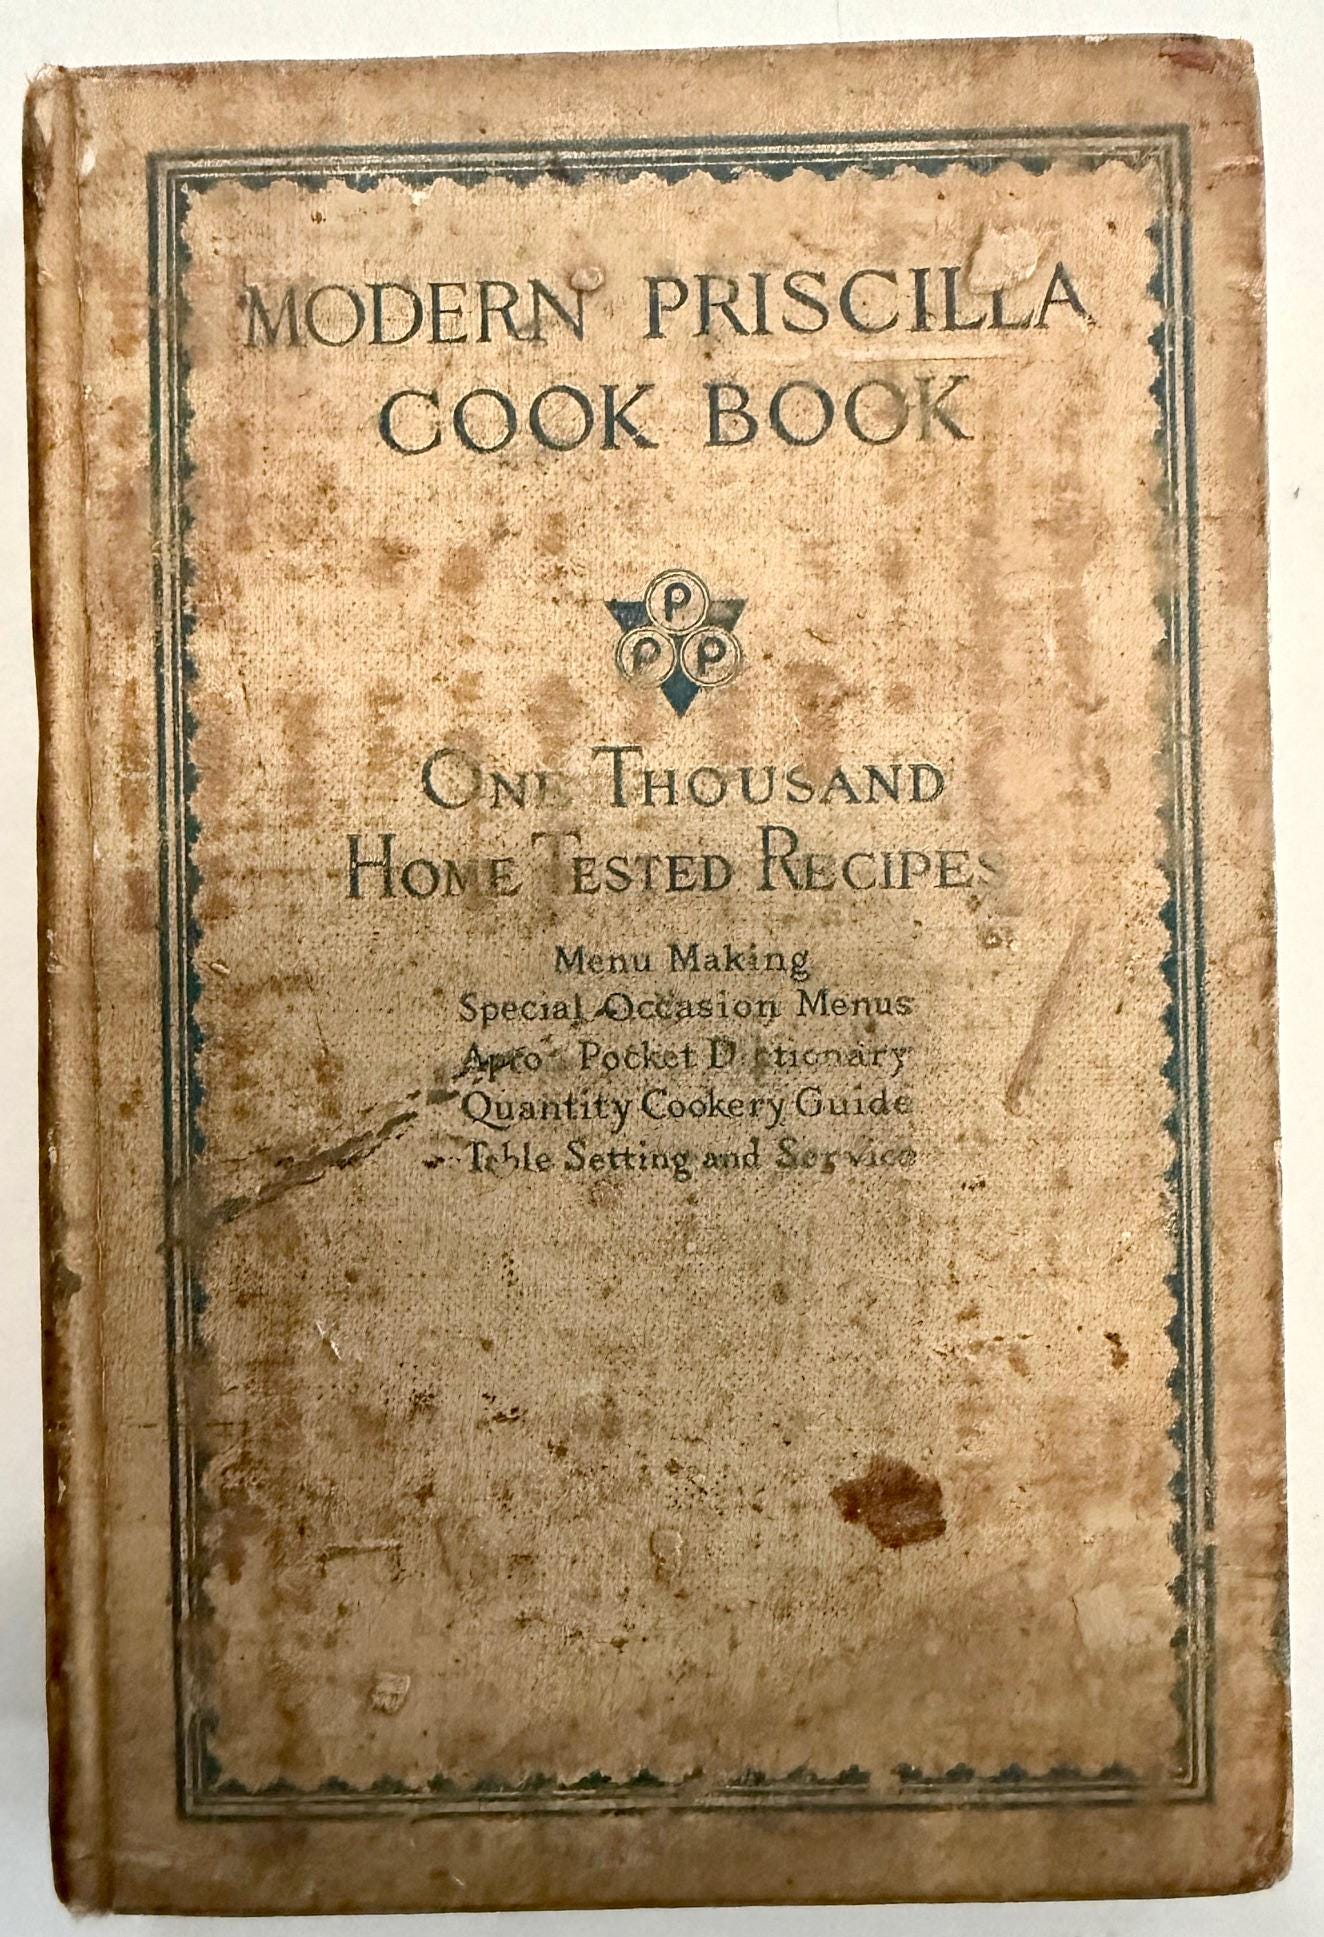 MODERN PRISCILLA
COOK BOOK
P
P P
ONE THOUSAND
HOME TESTED RECIPES
Menu Making
Special Occasion Menus
Pocket Dictionary
Quantity Cookery Guide
Table Setting and Service